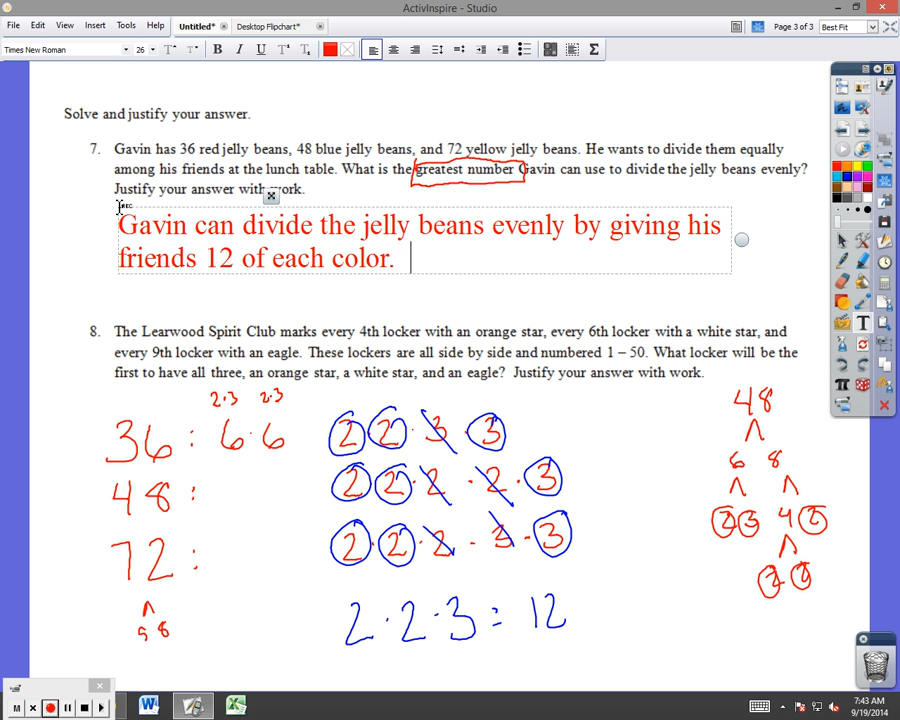 ActivInspire - Studio
File Edit View Insert Tools Help Untitled* Desktop Flipchart* Page 3 of 3 Best Fit
Times New Roman 26 B I U
Solve and justify your answer.
7. Gavin has 36 red jelly beans, 48 blue jelly beans, and 72 yellow jelly beans. He wants to divide them equally
among his friends at the lunch table. What is the greatest number Gavin can use to divide the jelly beans evenly?
Justify your answer with work.
Gavin can divide the jelly beans evenly by giving his
friends 12 of each color.
8. The Learwood Spirit Club marks every 4th locker with an orange star, every 6th locker with a white star, and
every 9th locker with an eagle. These lockers are all side by side and numbered 1 – 50. What locker will be the
first to have all three, an orange star, a white star, and an eagle? Justify your answer with work.
2·3 2·3
36: 6·6 2 2 · 3 · 3
48: 2 2 · 2 · 2 · 3
72: 2 · 2 · 2 · 3 · 3
9 8
2 · 2 · 3 = 12
48
6 8
2 3 4 2
2 2
M
7:43 AM
9/19/2014